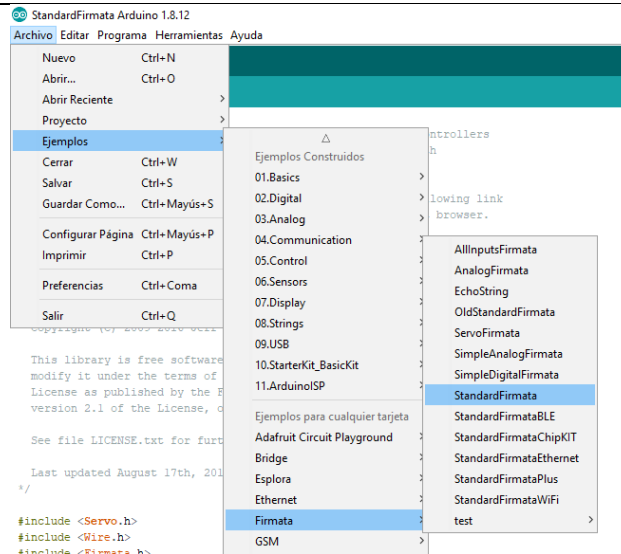 StandardFirmata Arduino 1.8.12
Archivo Editar Programa Herramientas Ayuda
Nuevo Ctrl+N
Abrir... Ctrl+O
Abrir Reciente
Proyecto
Ejemplos
Cerrar Ctrl+W
Salvar Ctrl+S
Guardar Como... Ctrl+Mayús+S
Configurar Página Ctrl+Mayús+P
Imprimir Ctrl+P
Preferencias Ctrl+Coma
Salir Ctrl+Q
Ejemplos Construidos
01.Basics
02.Digital
03.Analog
04.Communication
05.Control
06.Sensors
07.Display
08.Strings
09.USB
10.StarterKit_BasicKit
11.ArduinoISP
Ejemplos para cualquier tarjeta
Adafruit Circuit Playground
Bridge
Esplora
Ethernet
Firmata
GSM
AllInputsFirmata
AnalogFirmata
EchoString
OldStandardFirmata
ServoFirmata
SimpleAnalogFirmata
SimpleDigitalFirmata
StandardFirmata
StandardFirmataBLE
StandardFirmataChipKIT
StandardFirmataEthernet
StandardFirmataPlus
StandardFirmataWiFi
test
ntrollers
h
lowing link
browser.
This library is free software
modify it under the terms of
License as published by the F
version 2.1 of the License, o
See file LICENSE.txt for furt
Last updated August 17th, 201
*/
#include <Servo.h>
#include <Wire.h>
#include <Firmata.h>